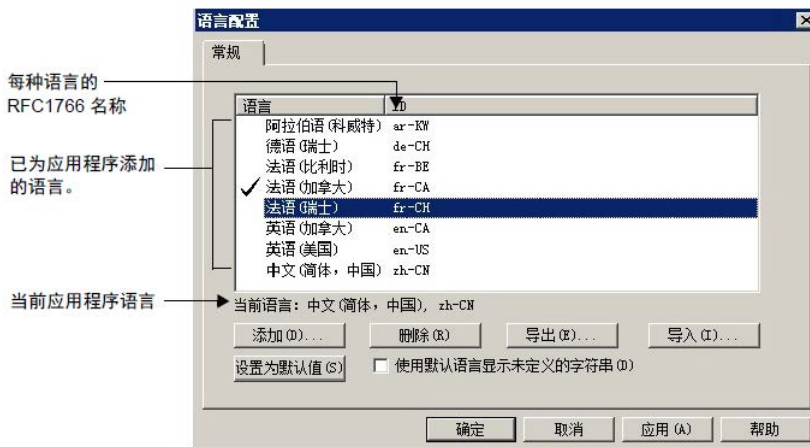 语言配置
常规
每种语言的
RFC1766 名称
语言 ID
阿拉伯语(科威特) ar-KW
德语(瑞士) de-CH
法语(比利时) fr-BE
法语(加拿大) fr-CA
法语(瑞士) fr-CH
英语(加拿大) en-CA
英语(美国) en-US
中文(简体，中国) zh-CN
已为应用程序添加
的语言。
当前应用程序语言
当前语言: 中文(简体，中国), zh-CN
添加(D)... 删除(R) 导出(E)... 导入(I)...
设置为默认值(S) 使用默认语言显示未定义的字符串(D)
确定 取消 应用(A) 帮助